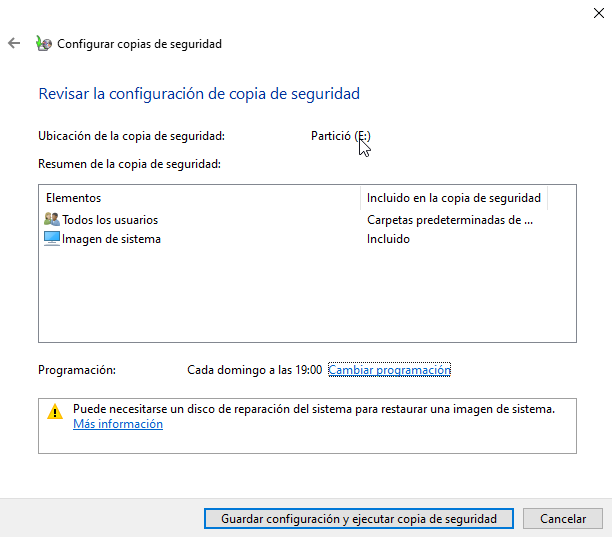 Configurar copias de seguridad
Revisar la configuración de copia de seguridad
Ubicación de la copia de seguridad: Partició (E:)
Resumen de la copia de seguridad:
Elementos Incluido en la copia de seguridad
Todos los usuarios Carpetas predeterminadas de ...
Imagen de sistema Incluido
Programación: Cada domingo a las 19:00 Cambiar programación
Puede necesitarse un disco de reparación del sistema para restaurar una imagen de sistema.
Más información
Guardar configuración y ejecutar copia de seguridad Cancelar